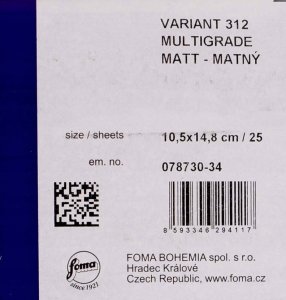 VARIANT 312
MULTIGRADE
MATT - MATNÝ
size / sheets 10,5x14,8 cm / 25
em. no. 078730-34
8 593346 294117
foma
since 1921
FOMA BOHEMIA spol. s r.o.
Hradec Králové
Czech Republic, www.foma.cz